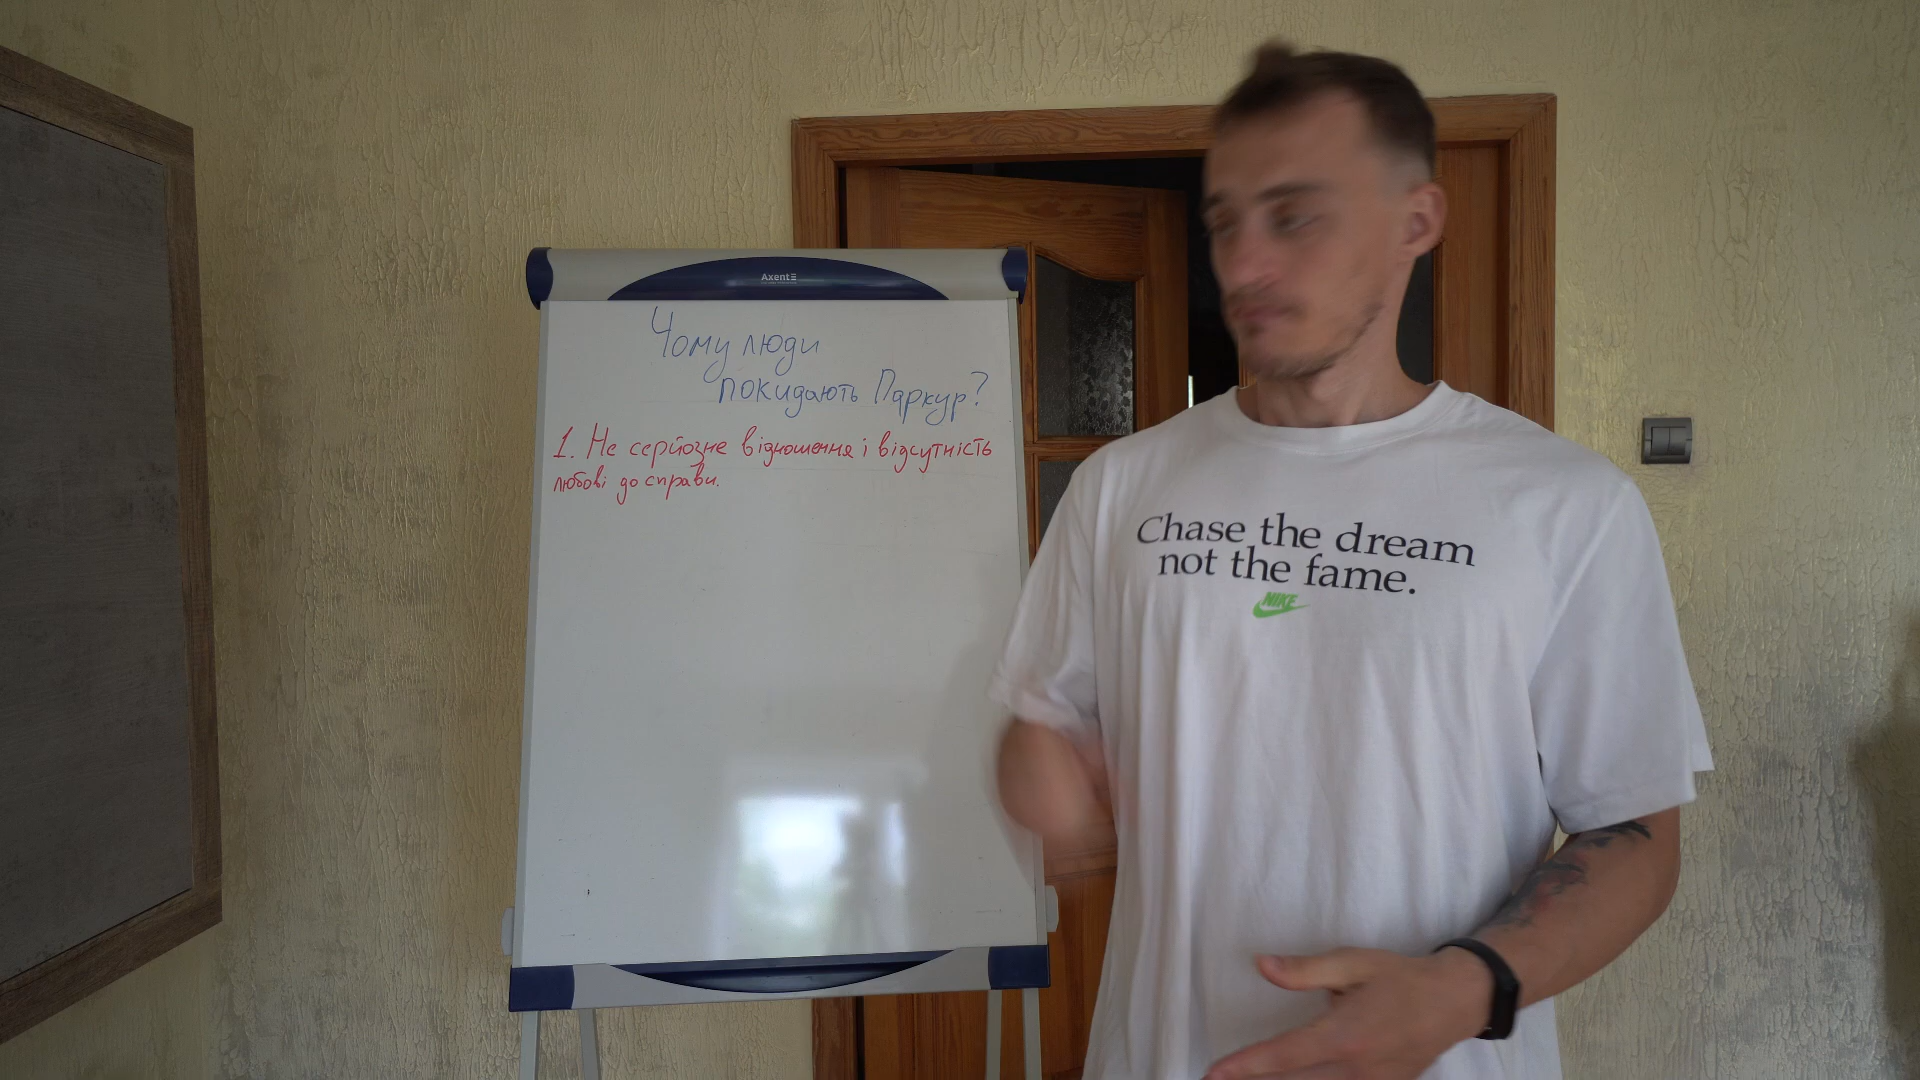 Axent
Чому люди
покидають Паркур?
1. Не серйозне відношення і відсутність
любові до справи.
Chase the dream
not the fame.
NIKE